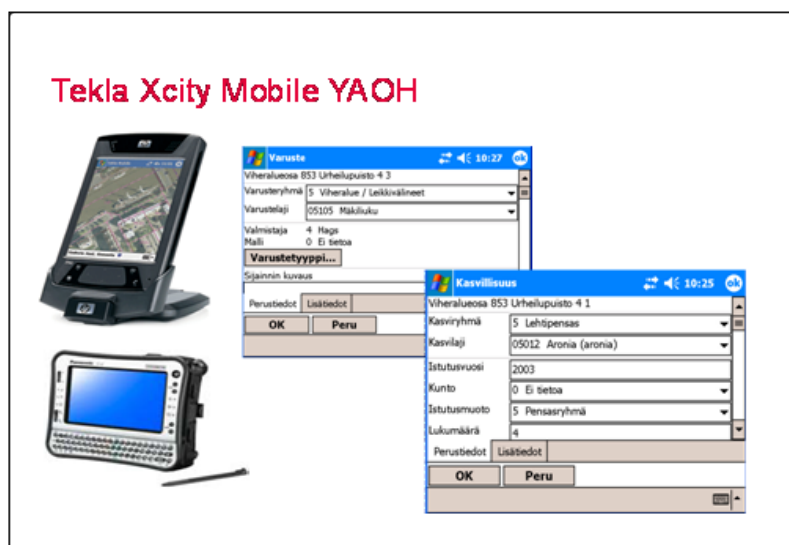 Tekla Xcity Mobile YAOH
Varuste 10:27 ok
Viheralueosa 853 Urheilupuisto 4 3
Varusteryhmä 5 Viheralue / Leikkivälineet
Varustelaji 05105 Mäkiliuku
Valmistaja 4 Hags
Malli 0 Ei tietoa
Varustetyyppi...
Sijainnin kuvaus
Perustiedot Lisätiedot
OK Peru
Kasvillisuus 10:25 ok
Viheralueosa 853 Urheilupuisto 4 1
Kasviryhmä 5 Lehtipensas
Kasvilaji 05012 Aronia (aronia)
Istutusvuosi 2003
Kunto 0 Ei tietoa
Istutusmuoto 5 Pensasryhmä
Lukumäärä 4
Perustiedot Lisätiedot
OK Peru
hp
Panasonic